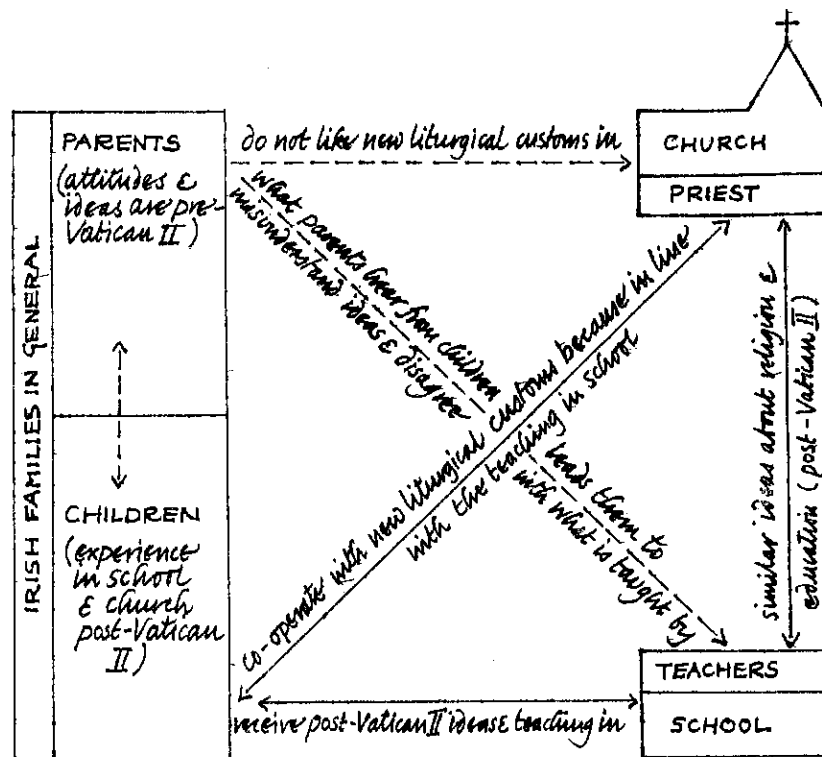 IRISH FAMILIES IN GENERAL
PARENTS
(attitudes &
ideas are pre-
Vatican II)
CHILDREN
(experience
in school
& church
post-Vatican
II)
do not like new liturgical customs in
CHURCH
PRIEST
what parents hear from children leads them to
misunderstand ideas & disagree with what is taught by
co-operate with new liturgical customs because in line
with the teaching in school
similar ideas about religion &
education (post-Vatican II)
receive post-Vatican II ideas & teaching in
TEACHERS
SCHOOL